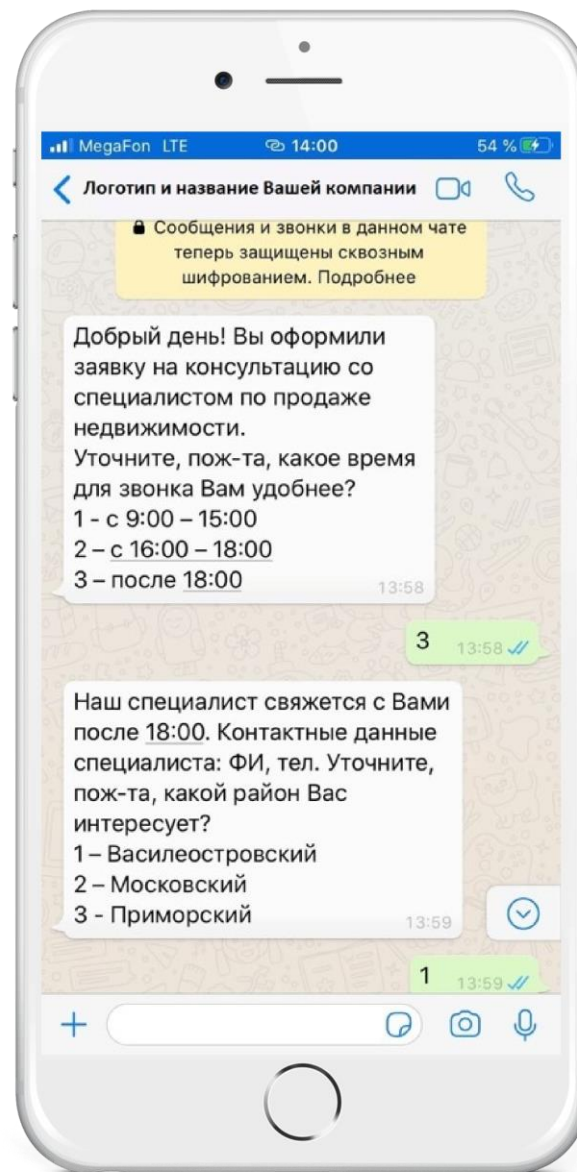 MegaFon LTE 14:00 54 %
Логотип и название Вашей компании
Сообщения и звонки в данном чате
теперь защищены сквозным
шифрованием. Подробнее
Добрый день! Вы оформили
заявку на консультацию со
специалистом по продаже
недвижимости.
Уточните, пож-та, какое время
для звонка Вам удобнее?
1 - с 9:00 – 15:00
2 – с 16:00 – 18:00
3 – после 18:00
13:58
3 13:58
Наш специалист свяжется с Вами
после 18:00. Контактные данные
специалиста: ФИ, тел. Уточните,
пож-та, какой район Вас
интересует?
1 – Василеостровский
2 – Московский
3 - Приморский
13:59
1 13:59